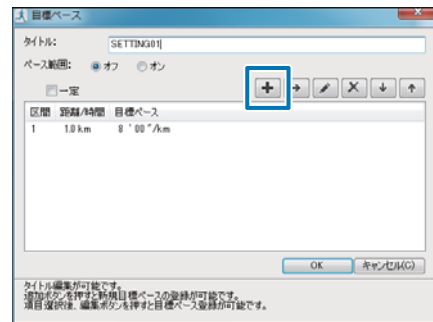 目標ペース
タイトル: SETTING01
ペース範囲: オフ オン
一定
区間 距離/時間 目標ペース
1 1.0 km 8 ' 00 "/km
OK キャンセル(C)
タイトル編集が可能です。
追加ボタンを押すと新規目標ペースの登録が可能です。
項目選択後、編集ボタンを押すと目標ペース登録が可能です。